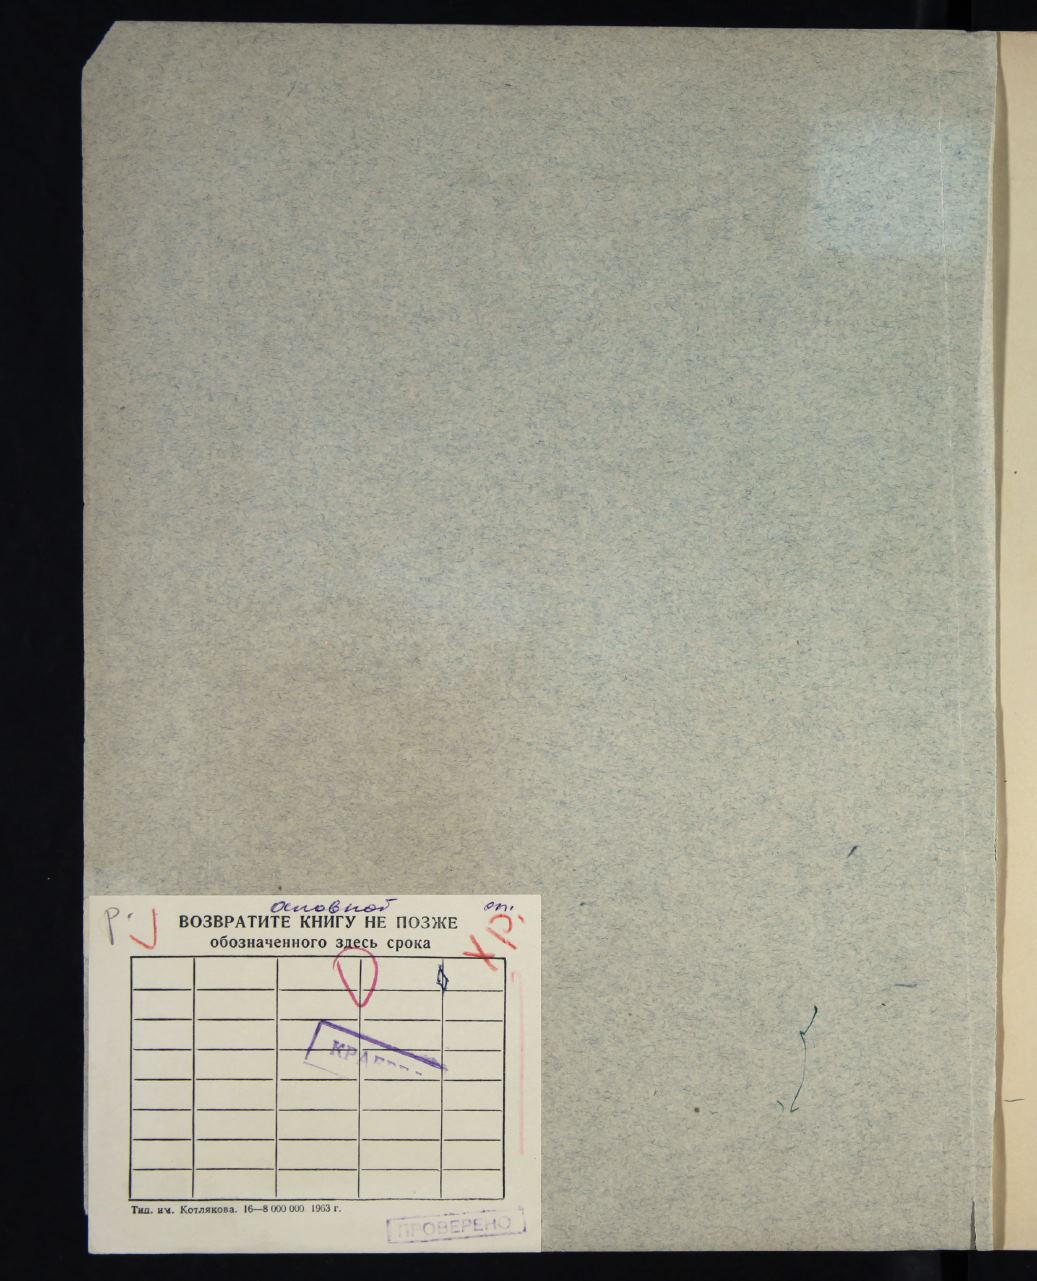 основной
Р.
ВОЗВРАТИТЕ КНИГУ НЕ ПОЗЖЕ
обозначенного здесь срока
Хр.
Тип. им. Котлякова. 16—8 000 000 1963 г.
ПРОВЕРЕНО